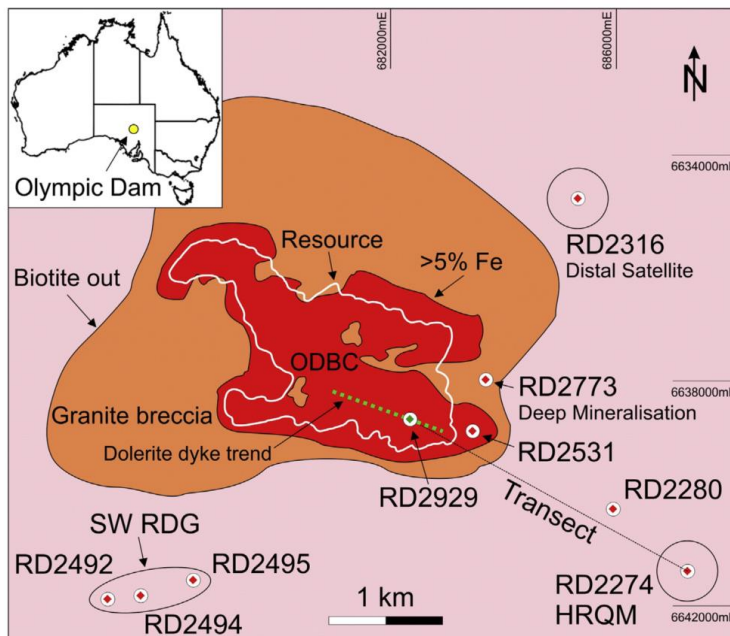 682000mE
686000mE
N
Olympic Dam
6634000mN
RD2316
Distal Satellite
Resource
>5% Fe
Biotite out
ODBC
RD2773
Deep Mineralisation
6638000mN
Granite breccia
Dolerite dyke trend
RD2531
RD2929
Transect
RD2280
SW RDG
RD2492
RD2495
RD2494
1 km
RD2274
HRQM
6642000mN